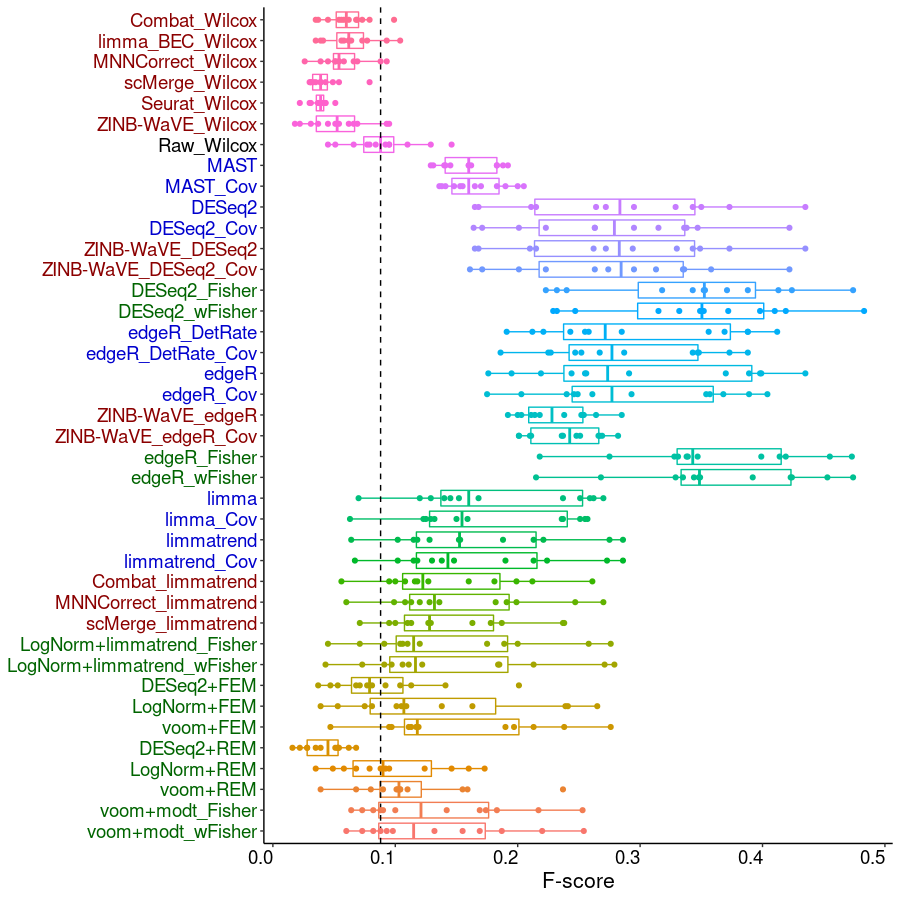 Combat_Wilcox
limma_BEC_Wilcox
MNNCorrect_Wilcox
scMerge_Wilcox
Seurat_Wilcox
ZINB-WaVE_Wilcox
Raw_Wilcox
MAST
MAST_Cov
DESeq2
DESeq2_Cov
ZINB-WaVE_DESeq2
ZINB-WaVE_DESeq2_Cov
DESeq2_Fisher
DESeq2_wFisher
edgeR_DetRate
edgeR_DetRate_Cov
edgeR
edgeR_Cov
ZINB-WaVE_edgeR
ZINB-WaVE_edgeR_Cov
edgeR_Fisher
edgeR_wFisher
limma
limma_Cov
limmatrend
limmatrend_Cov
Combat_limmatrend
MNNCorrect_limmatrend
scMerge_limmatrend
LogNorm+limmatrend_Fisher
LogNorm+limmatrend_wFisher
DESeq2+FEM
LogNorm+FEM
voom+FEM
DESeq2+REM
LogNorm+REM
voom+REM
voom+modt_Fisher
voom+modt_wFisher
0.0 0.1 0.2 0.3 0.4 0.5
F-score